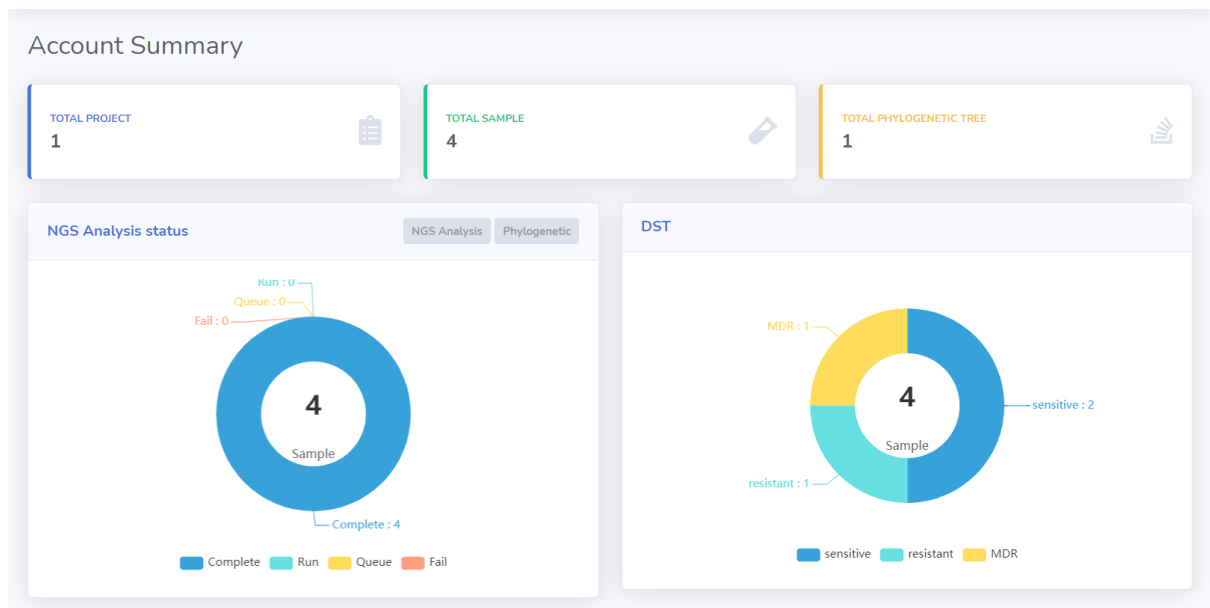 Account Summary
TOTAL PROJECT
1
TOTAL SAMPLE
4
TOTAL PHYLOGENETIC TREE
1
NGS Analysis status
NGS Analysis
Phylogenetic
Run : 0
Queue : 0
Fail : 0
4
Sample
Complete : 4
Complete
Run
Queue
Fail
DST
MDR : 1
4
Sample
sensitive : 2
resistant : 1
sensitive
resistant
MDR